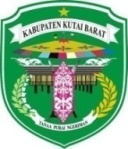 KABUPATEN KUTAI BARAT
TANAA PURAI NGERIMAN